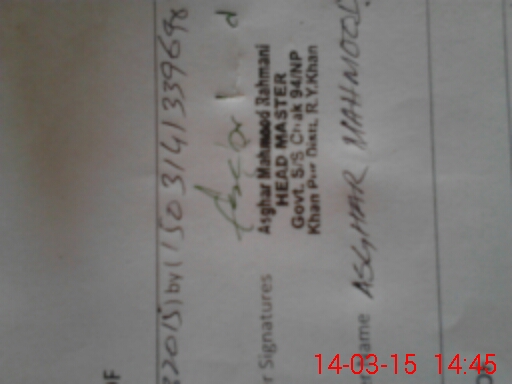 2015) by (
r Signatures
Asghar Mahmood Rahmani
HEAD MASTER
Govt. S/S Chak 94/NP
Khan Pur Distt. R.Y.Khan
Name ASGHAR MAHMOOD
14-03-15 14:45